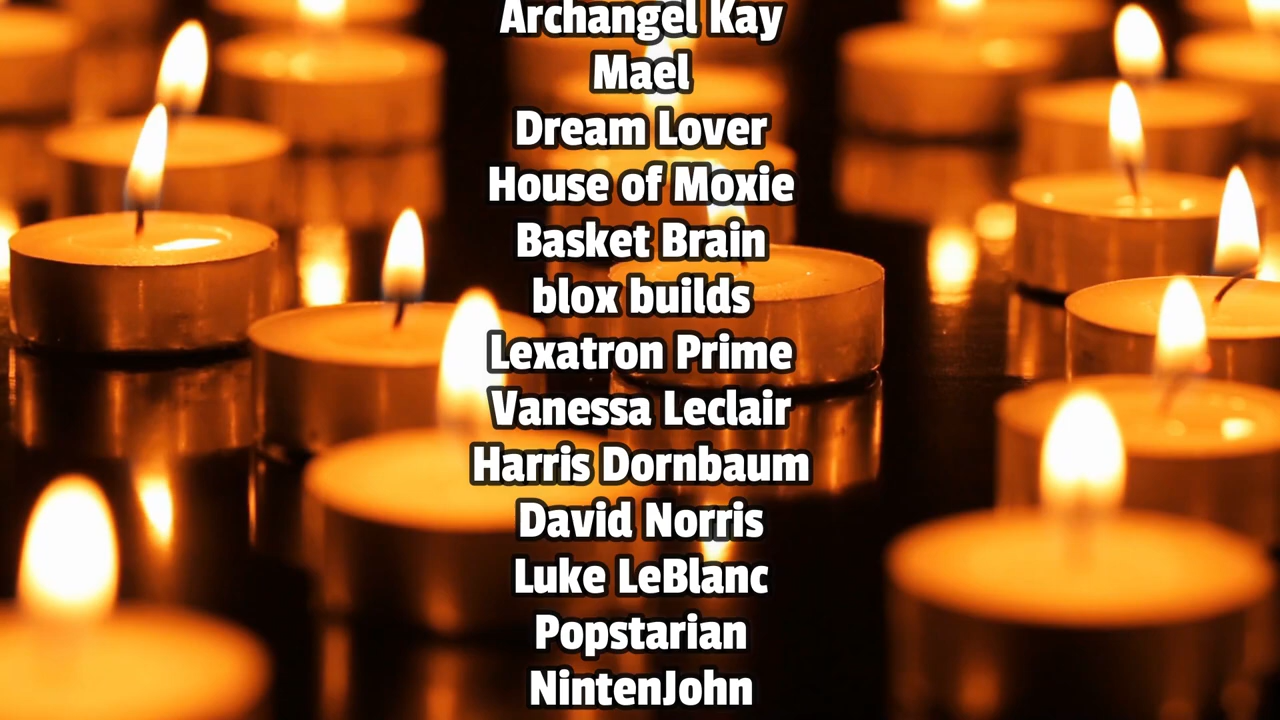 Archangel Kay
Mael
Dream Lover
House of Moxie
Basket Brain
blox builds
Lexatron Prime
Vanessa Leclair
Harris Dornbaum
David Norris
Luke LeBlanc
Popstarian
NintenJohn